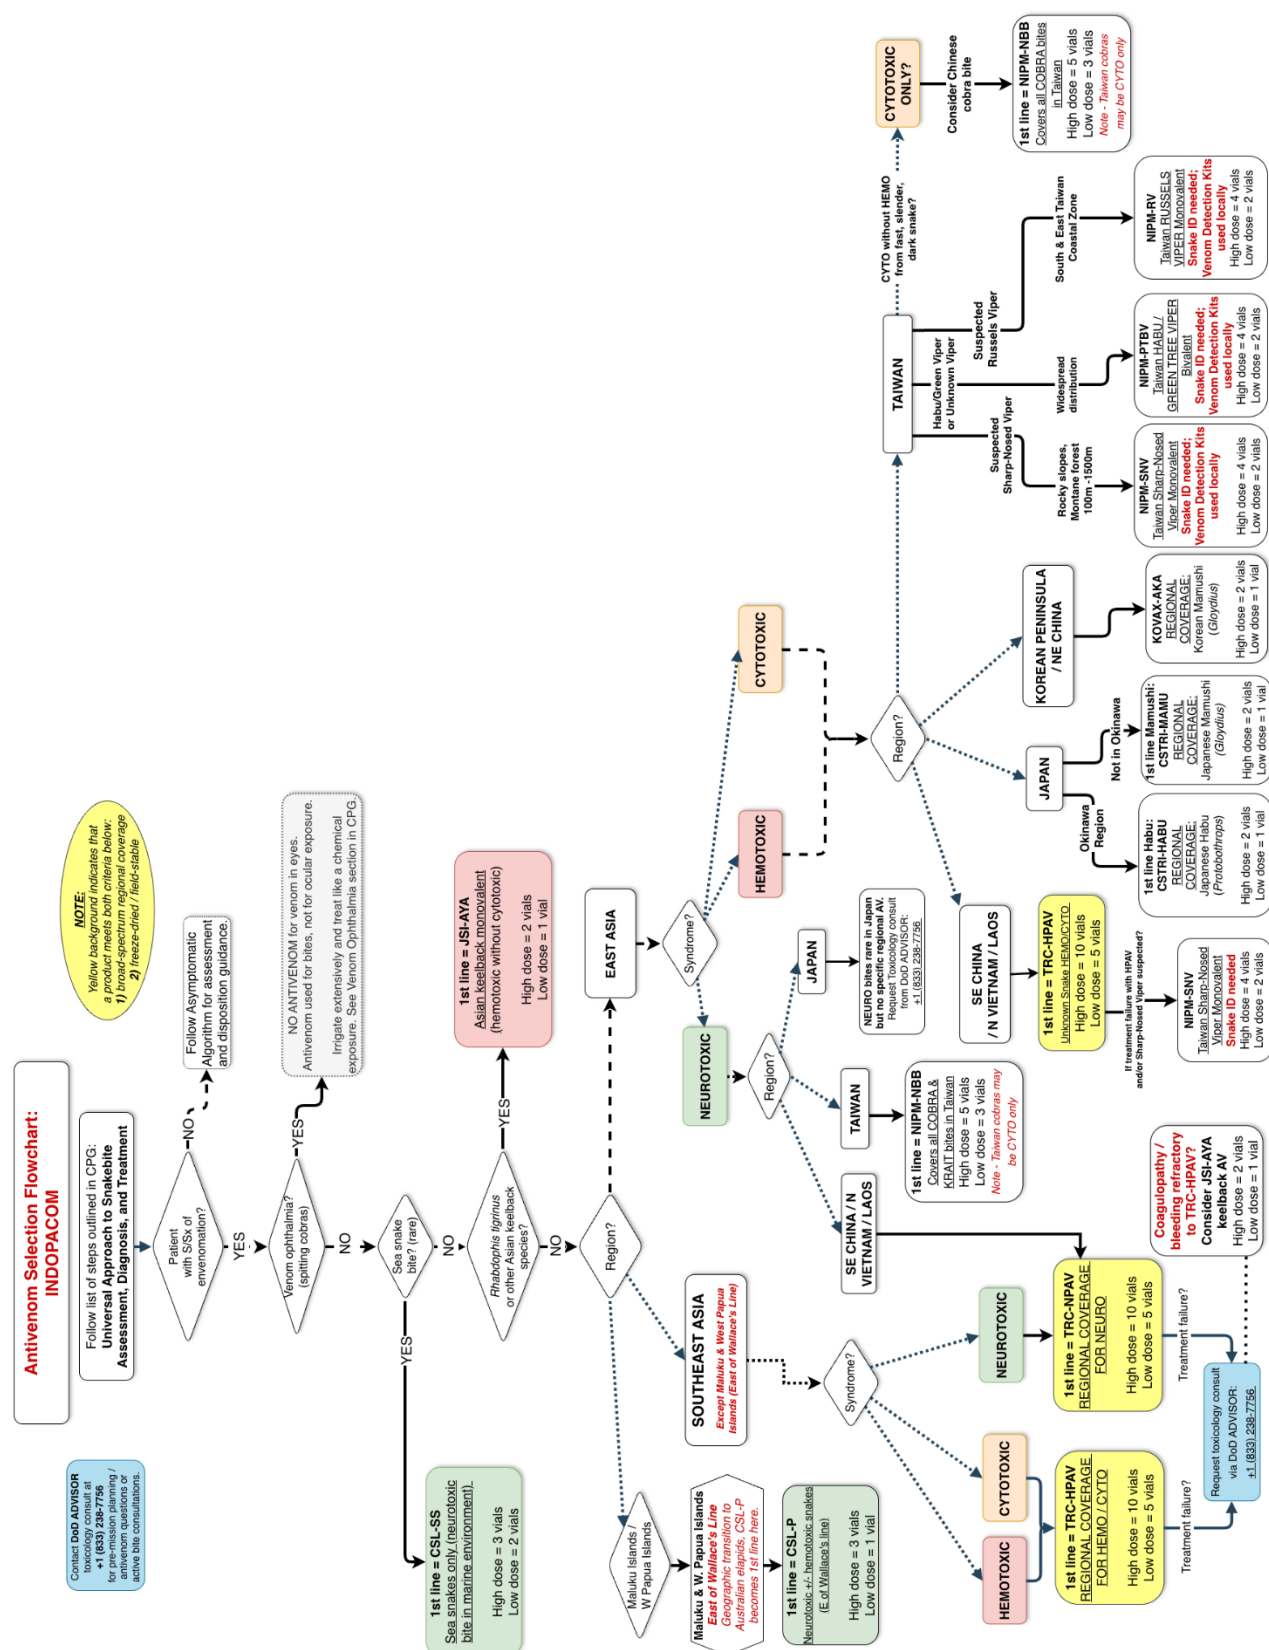 Antivenom Selection Flowchart:
INDOPACOM
Contact DoD ADVISOR
toxicology consult at
+1 (833) 238-7756
for pre-mission planning /
antivenom questions or
active bite consultations.
Follow list of steps outlined in CPG:
Universal Approach to Snakebite
Assessment, Diagnosis, and Treatment
NOTE:
Yellow background indicates that
a product meets both criteria below:
1) broad-spectrum regional coverage
2) freeze-dried / field-stable
Patient
with S/Sx of
envenomation?
NO
Follow Asymptomatic
Algorithm for assessment
and disposition guidance.
YES
Venom ophthalmia?
(spitting cobras)
YES
NO ANTIVENOM for venom in eyes.
Antivenom used for bites, not for ocular exposure.
Irrigate extensively and treat like a chemical
exposure. See Venom Ophthalmia section in CPG.
NO
Sea snake
bite? (rare)
YES
1st line = CSL-SS
Sea snakes only (neurotoxic
bite in marine environment).
High dose = 3 vials
Low dose = 2 vials
NO
Rhabdophis tigrinus
or other Asian keelback
species?
YES
1st line = JSI-AYA
Asian keelback monovalent
(hemotoxic without cytotoxic)
High dose = 2 vials
Low dose = 1 vial
NO
Region?
Maluku Islands /
W Papua Islands
Maluku & W. Papua Islands
East of Wallace's Line
Geographic transition to
Australian elapids, CSL-P
becomes 1st line here.
1st line = CSL-P
Neurotoxic +/- hemotoxic snakes
(E of Wallace's line)
High dose = 3 vials
Low dose = 1 vial
SOUTHEAST ASIA
Except Maluku & West Papua
Islands (East of Wallace's Line)
Syndrome?
HEMOTOXIC
CYTOTOXIC
NEUROTOXIC
1st line = TRC-HPAV
REGIONAL COVERAGE
FOR HEMO / CYTO
High dose = 10 vials
Low dose = 5 vials
1st line = TRC-NPAV
REGIONAL COVERAGE
FOR NEURO
High dose = 10 vials
Low dose = 5 vials
Treatment failure?
Treatment failure?
Request toxicology consult
via DoD ADVISOR:
+1 (833) 238-7756
Coagulopathy /
bleeding refractory
to TRC-HPAV?
Consider JSI-AYA
keelback AV
High dose = 2 vials
Low dose = 1 vial
EAST ASIA
Syndrome?
NEUROTOXIC
HEMOTOXIC
CYTOTOXIC
Region?
SE CHINA / N
VIETNAM / LAOS
TAIWAN
1st line = NIPM-NBB
Covers all COBRA &
KRAIT bites in Taiwan
High dose = 5 vials
Low dose = 3 vials
Note - Taiwan cobras may
be CYTO only
JAPAN
NEURO bites rare in Japan
but no specific regional AV.
Request Toxicology consult
from DoD ADVISOR:
+1 (833) 238-7756
Region?
SE CHINA
/ N VIETNAM / LAOS
1st line = TRC-HPAV
Unknown Snake HEMO/CYTO
High dose = 10 vials
Low dose = 5 vials
If treatment failure with HPAV
and/or Sharp-Nosed Viper suspected?
NIPM-SNV
Taiwan Sharp-Nosed
Viper Monovalent
Snake ID needed
High dose = 4 vials
Low dose = 2 vials
JAPAN
Okinawa
Region
Not in Okinawa
1st line Habu:
CSTRI-HABU
REGIONAL
COVERAGE:
Japanese Habu
(Protobothrops)
High dose = 2 vials
Low dose = 1 vial
1st line Mamushi:
CSTRI-MAMU
REGIONAL
COVERAGE:
Japanese Mamushi
(Gloydius)
High dose = 2 vials
Low dose = 1 vial
KOREAN PENINSULA
/ NE CHINA
KOVAX-AKA
REGIONAL
COVERAGE:
Korean Mamushi
(Gloydius)
High dose = 2 vials
Low dose = 1 vial
TAIWAN
Suspected
Sharp-Nosed Viper
Rocky slopes,
Montane forest
100m -1500m
NIPM-SNV
Taiwan Sharp-Nosed
Viper Monovalent
Snake ID needed;
Venom Detection Kits
used locally
High dose = 4 vials
Low dose = 2 vials
Habu/Green Viper
or Unknown Viper
Widespread
distribution
NIPM-PTBV
Taiwan HABU /
GREEN TREE VIPER
Bivalent
Snake ID needed;
Venom Detection Kits
used locally
High dose = 4 vials
Low dose = 2 vials
Suspected
Russels Viper
South & East Taiwan
Coastal Zone
NIPM-RV
Taiwan RUSSELS
VIPER Monovalent
Snake ID needed;
Venom Detection Kits
used locally
High dose = 4 vials
Low dose = 2 vials
CYTO without HEMO
from fast, slender,
dark snake?
CYTOTOXIC
ONLY?
Consider Chinese
cobra bite
1st line = NIPM-NBB
Covers all COBRA bites
in Taiwan
High dose = 5 vials
Low dose = 3 vials
Note - Taiwan cobras
may be CYTO only